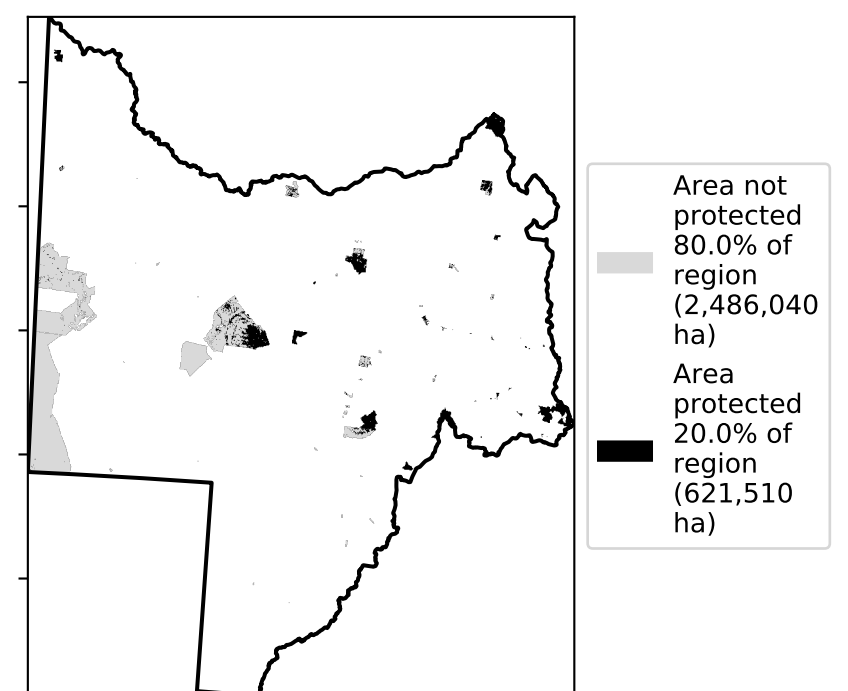 Area not
protected
80.0% of
region
(2,486,040
ha)
Area
protected
20.0% of
region
(621,510
ha)